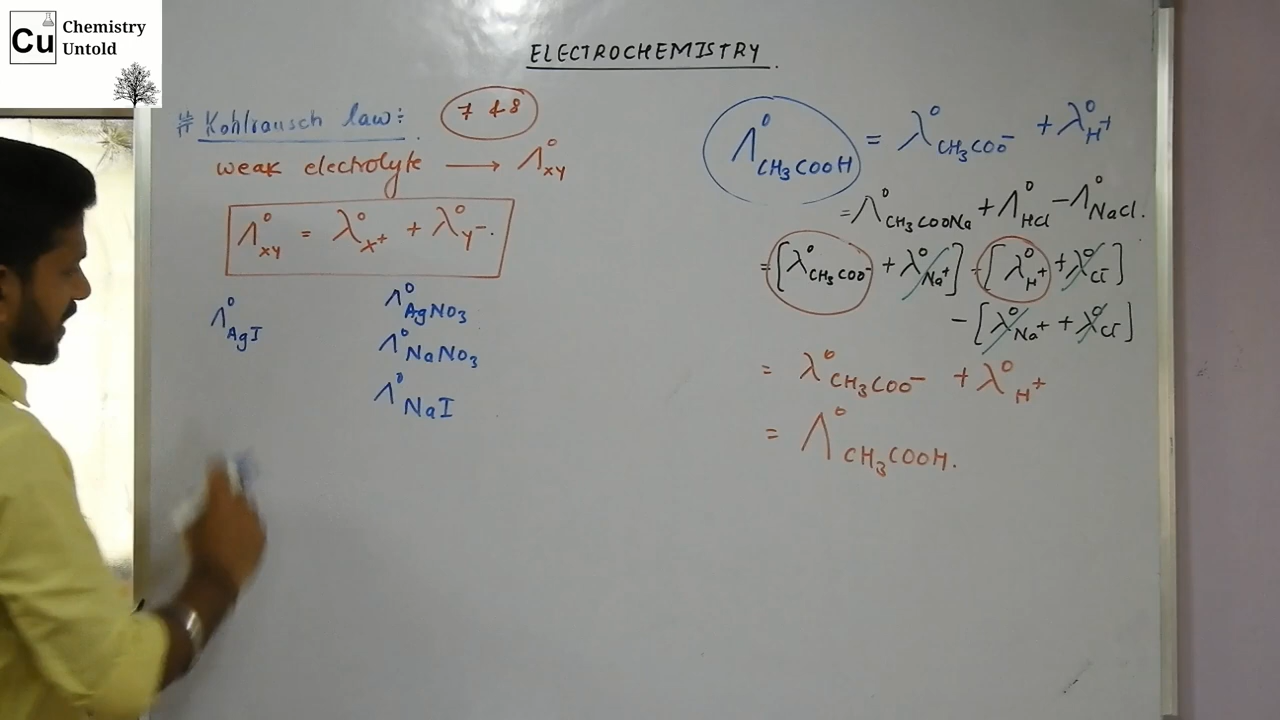 Cu Chemistry
Untold
ELECTROCHEMISTRY.
# Kohlrausch law:
7 & 8
weak electrolyte → Λ°xy
Λ°xy = λ°x+ + λ°y-.
Λ°AgI
Λ°AgNO3
Λ°NaNO3
Λ°NaI
Λ°CH3COOH = λ°CH3COO- + λ°H+
= Λ°CH3COONa + Λ°HCl - Λ°NaCl.
= [λ°CH3COO- + λ°Na+] + [λ°H+ + λ°Cl-]
- [λ°Na+ + λ°Cl-]
= λ°CH3COO- + λ°H+
= Λ°CH3COOH.